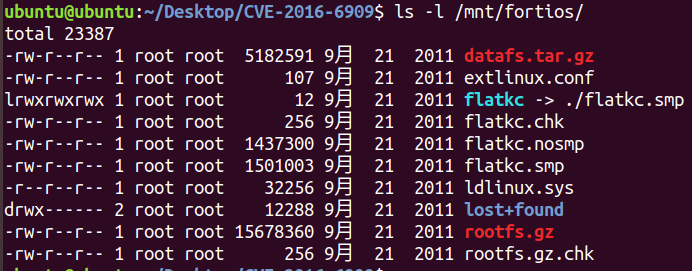 ubuntu@ubuntu:~/Desktop/CVE-2016-6909$ ls -l /mnt/fortios/
total 23387
-rw-r--r-- 1 root root  5182591 9月  21  2011 datafs.tar.gz
-rw-r--r-- 1 root root      107 9月  21  2011 extlinux.conf
lrwxrwxrwx 1 root root       12 9月  21  2011 flatkc -> ./flatkc.smp
-rw-r--r-- 1 root root      256 9月  21  2011 flatkc.chk
-rw-r--r-- 1 root root  1437300 9月  21  2011 flatkc.nosmp
-rw-r--r-- 1 root root  1501003 9月  21  2011 flatkc.smp
-r--r--r-- 1 root root    32256 9月  21  2011 ldlinux.sys
drwx------ 2 root root    12288 9月  21  2011 lost+found
-rw-r--r-- 1 root root 15678360 9月  21  2011 rootfs.gz
-rw-r--r-- 1 root root      256 9月  21  2011 rootfs.gz.chk